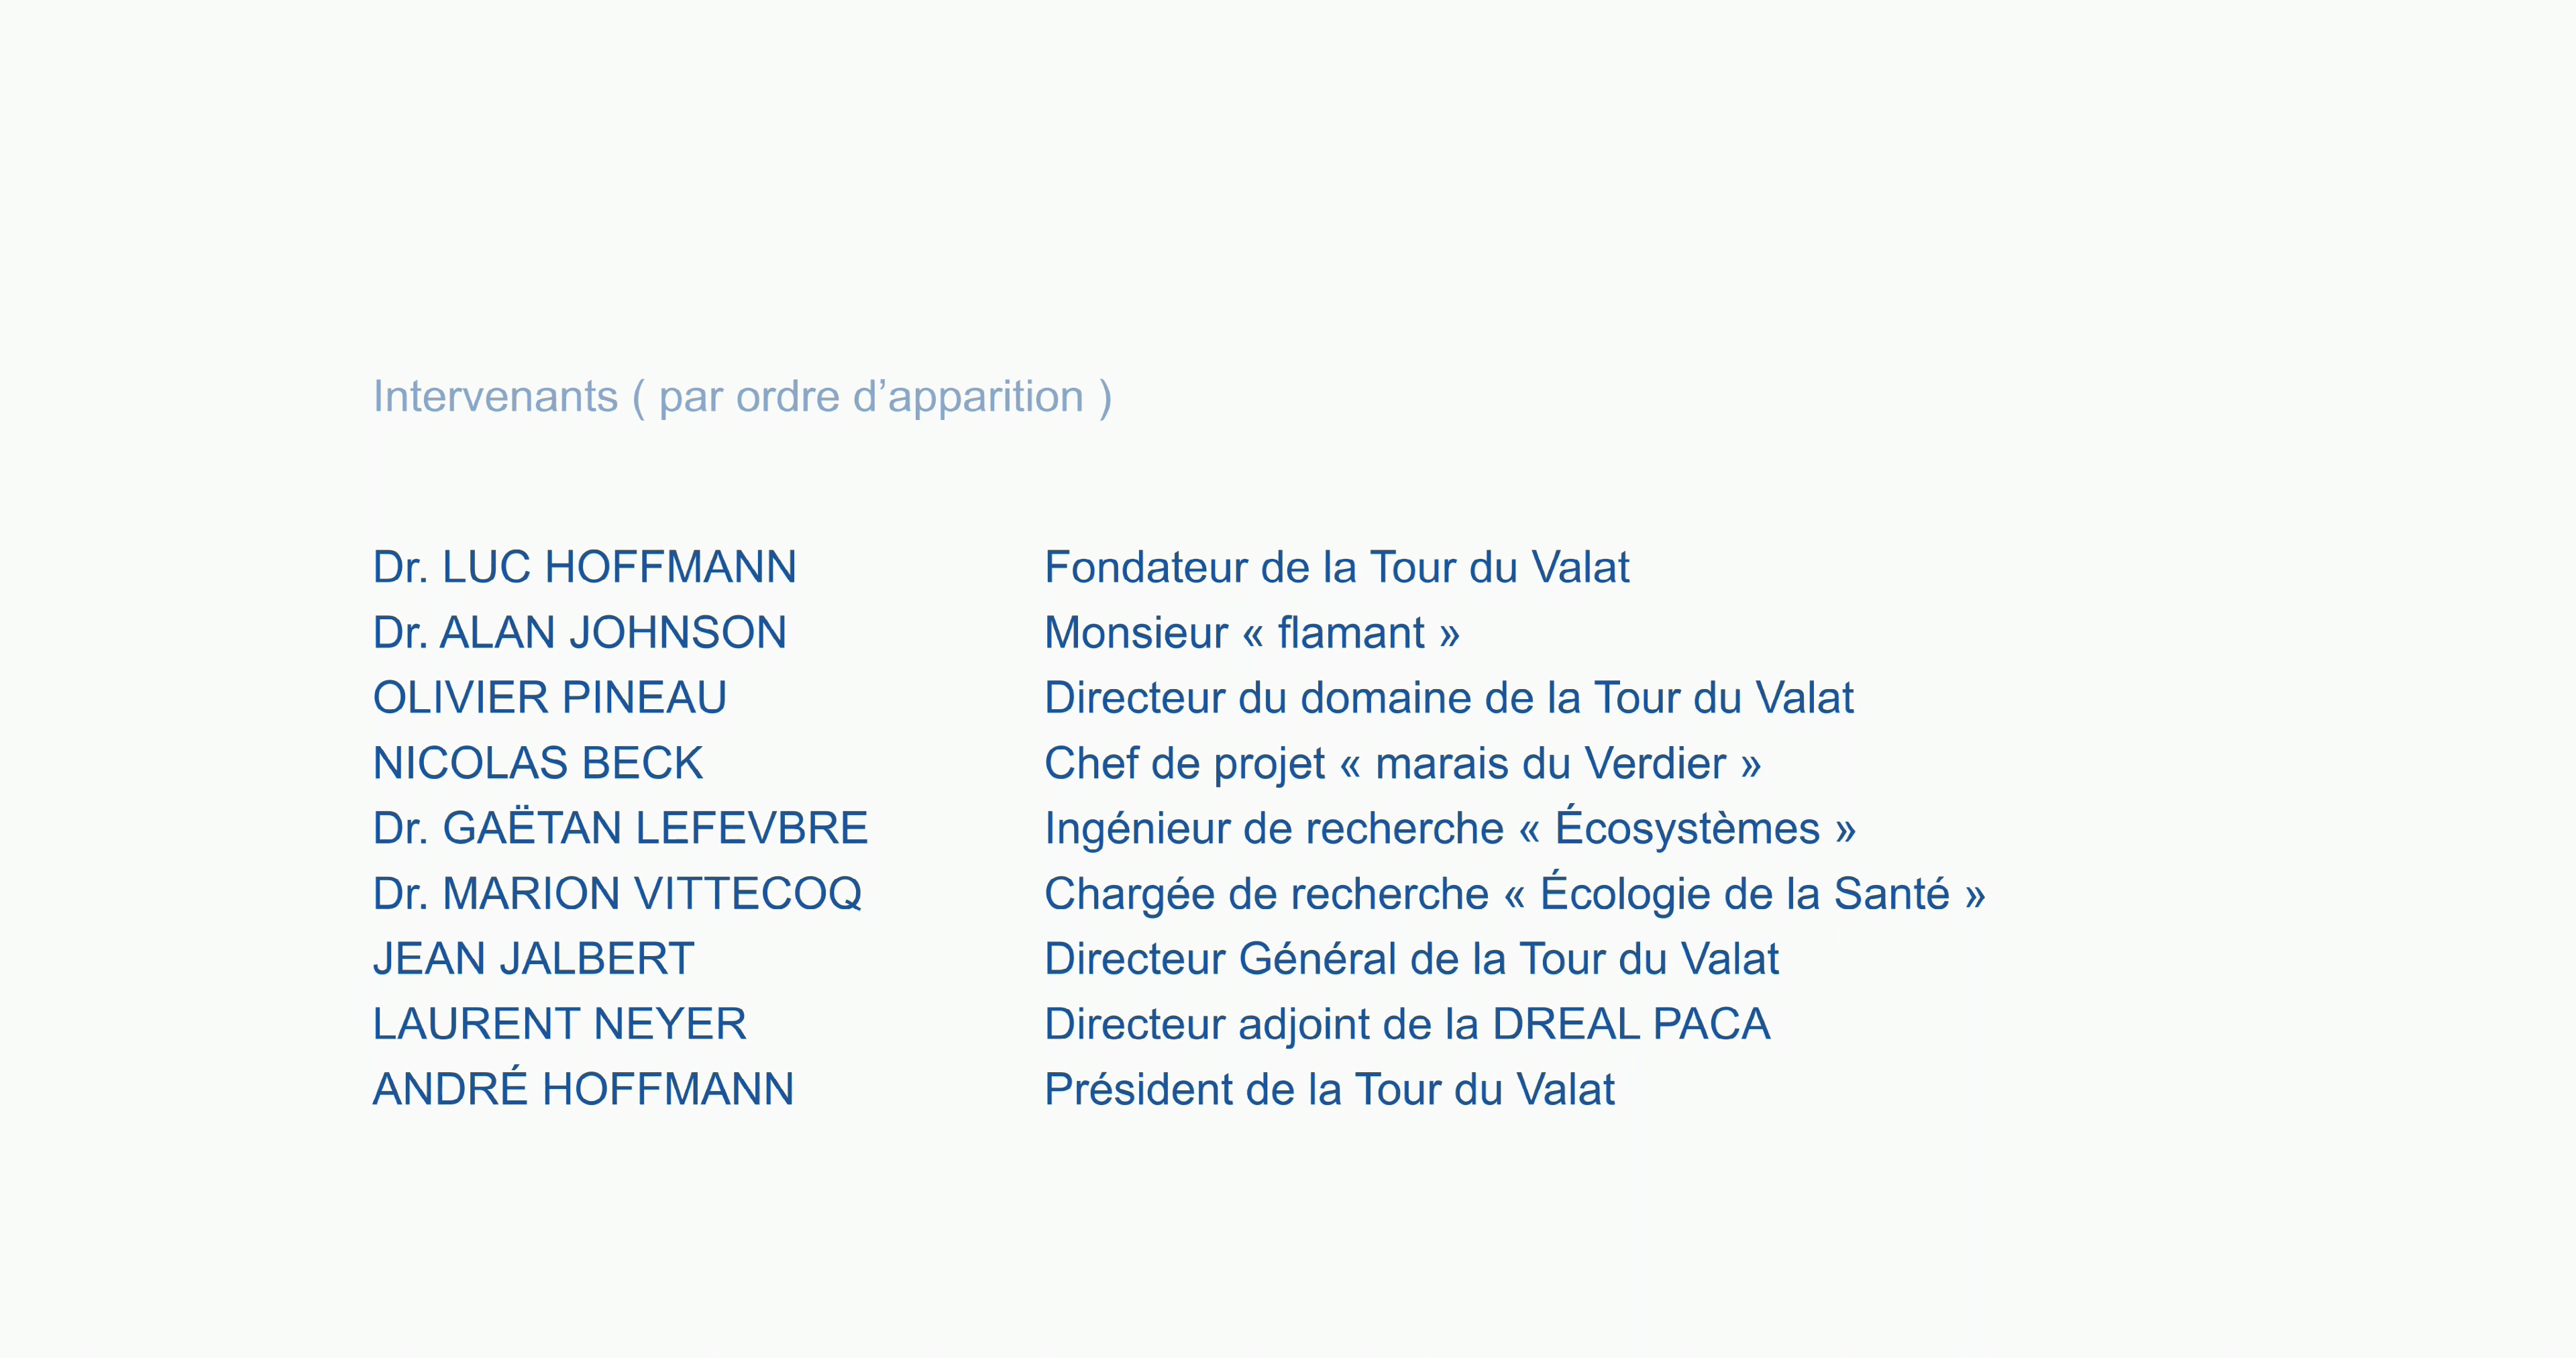 Intervenants ( par ordre d’apparition )
Dr. LUC HOFFMANN Fondateur de la Tour du Valat
Dr. ALAN JOHNSON Monsieur « flamant »
OLIVIER PINEAU Directeur du domaine de la Tour du Valat
NICOLAS BECK Chef de projet « marais du Verdier »
Dr. GAËTAN LEFEVBRE Ingénieur de recherche « Écosystèmes »
Dr. MARION VITTECOQ Chargée de recherche « Écologie de la Santé »
JEAN JALBERT Directeur Général de la Tour du Valat
LAURENT NEYER Directeur adjoint de la DREAL PACA
ANDRÉ HOFFMANN Président de la Tour du Valat